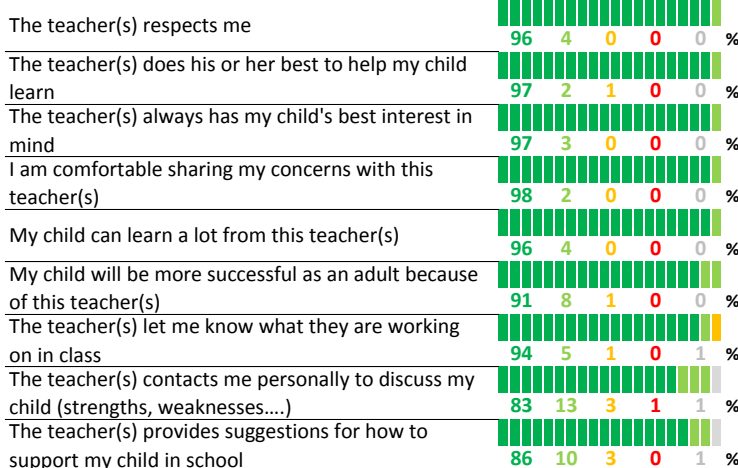 The teacher(s) respects me
96 4 0 0 0 %
The teacher(s) does his or her best to help my child
learn
97 2 1 0 0 %
The teacher(s) always has my child's best interest in
mind
97 3 0 0 0 %
I am comfortable sharing my concerns with this
teacher(s)
98 2 0 0 0 %
My child can learn a lot from this teacher(s)
96 4 0 0 0 %
My child will be more successful as an adult because
of this teacher(s)
91 8 1 0 0 %
The teacher(s) let me know what they are working
on in class
94 5 1 0 1 %
The teacher(s) contacts me personally to discuss my
child (strengths, weaknesses....)
83 13 3 1 1 %
The teacher(s) provides suggestions for how to
support my child in school
86 10 3 0 1 %